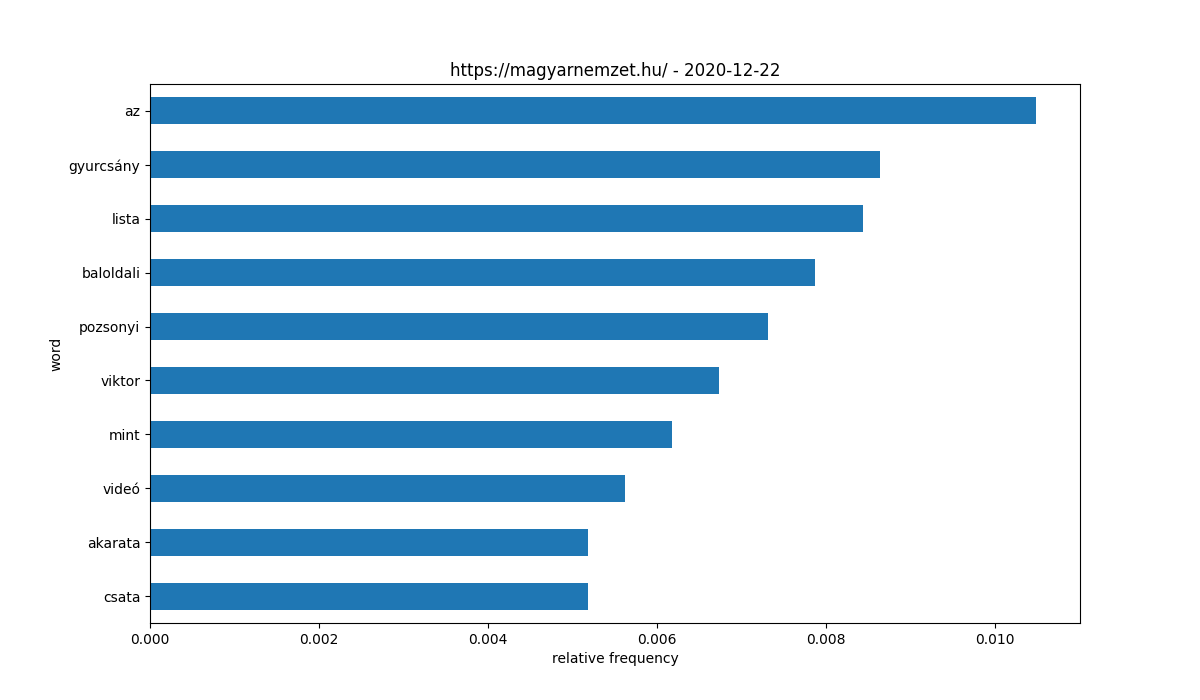 https://magyarnemzet.hu/ - 2020-12-22
az
gyurcsány
lista
baloldali
pozsonyi
viktor
mint
videó
akarata
csata
word
0.000 0.002 0.004 0.006 0.008 0.010
relative frequency